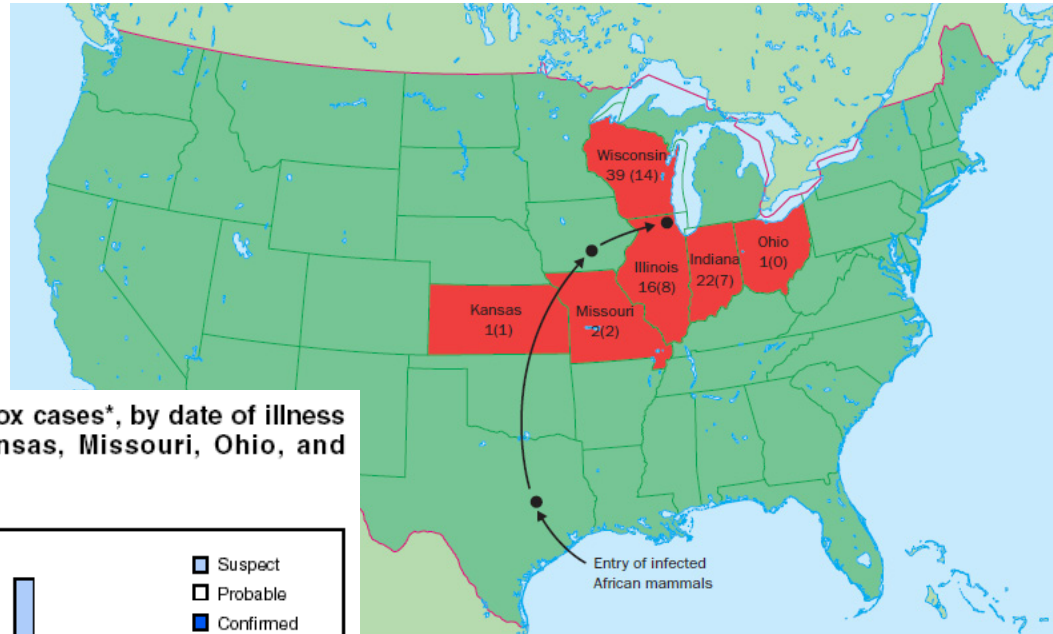 Wisconsin
39 (14)
Ohio
1(0)
Indiana
22(7)
Illinois
16(8)
Kansas
1(1)
Missouri
2(2)
Entry of infected
African mammals
ox cases*, by date of illness
nsas, Missouri, Ohio, and
Suspect
Probable
Confirmed